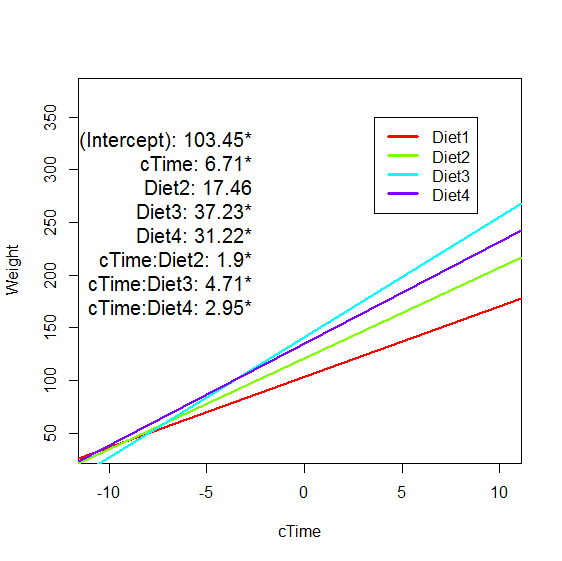 (Intercept): 103.45*
cTime: 6.71*
Diet2: 17.46
Diet3: 37.23*
Diet4: 31.22*
cTime:Diet2: 1.9*
cTime:Diet3: 4.71*
cTime:Diet4: 2.95*
Diet1
Diet2
Diet3
Diet4
Weight
350
300
250
200
150
100
50
-10
-5
0
5
10
cTime